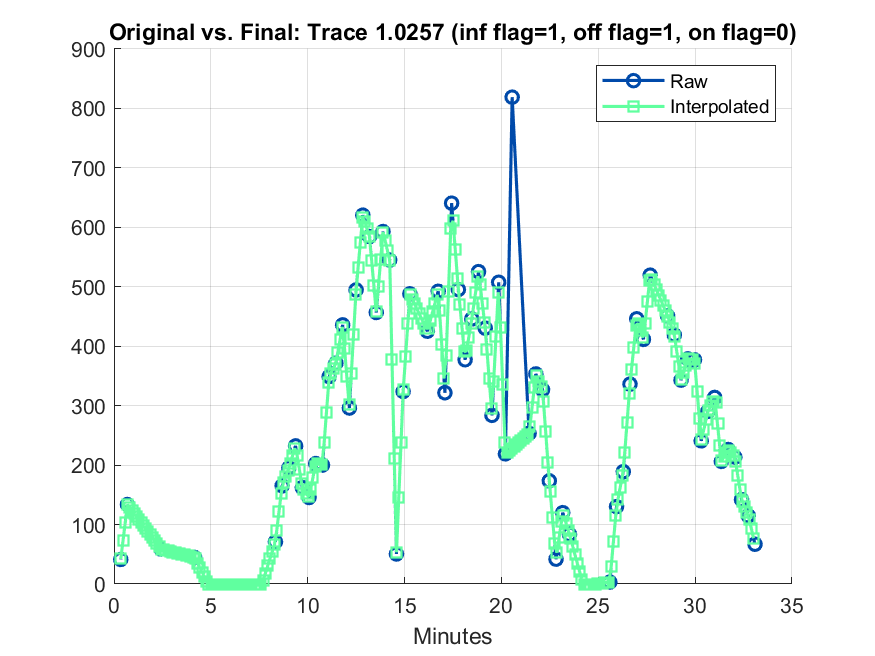 Original vs. Final: Trace 1.0257 (inf flag=1, off flag=1, on flag=0)
900
800
700
600
500
400
300
200
100
0
Raw
Interpolated
0 5 10 15 20 25 30 35
Minutes